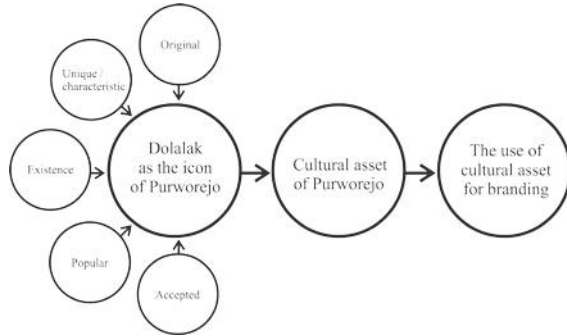 Original
Unique /
characteristic
Existence
Popular
Accepted
Dolalak
as the icon
of Purworejo
Cultural asset
of Purworejo
The use of
cultural asset
for branding